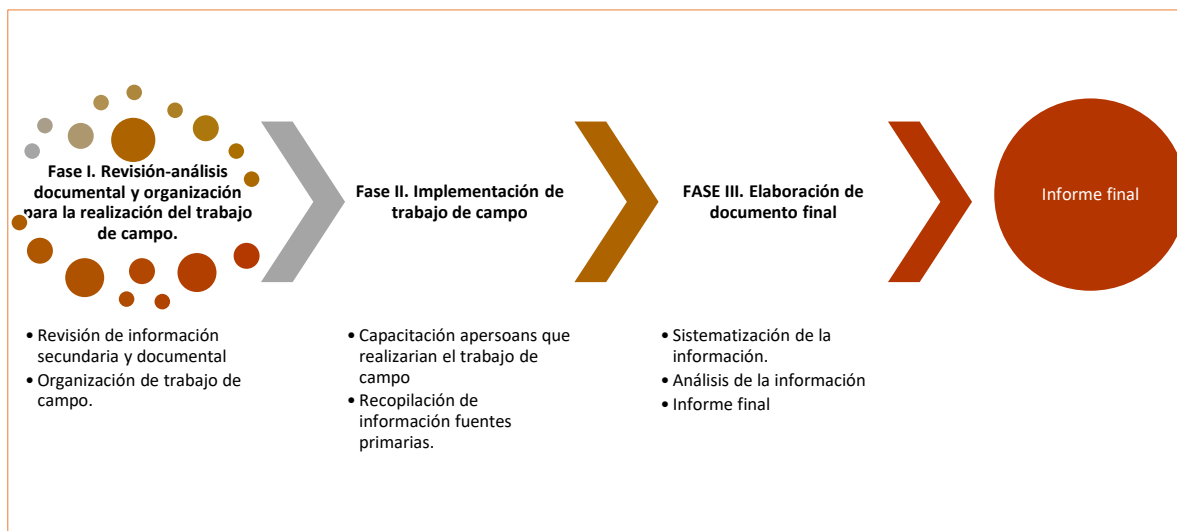 Fase I. Revisión-análisis
documental y organización
para la realización del trabajo
de campo.
• Revisión de información
secundaria y documental
• Organización de trabajo de
campo.
Fase II. Implementación de
trabajo de campo
• Capacitación apersoans que
realizarian el trabajo de
campo
• Recopilación de
información fuentes
primarias.
FASE III. Elaboración de
documento final
• Sistematización de la
información.
• Análisis de la información
• Informe final
Informe final